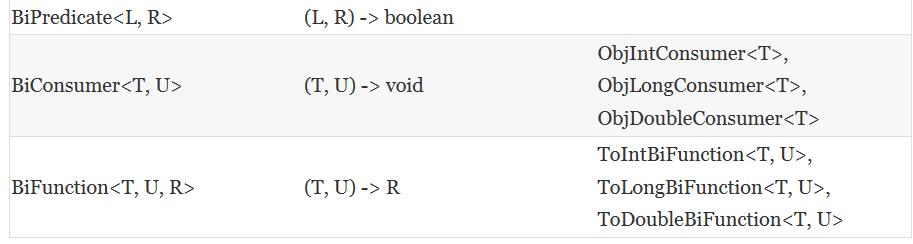 BiPredicate<L, R> (L, R) -> boolean
ObjIntConsumer<T>,
BiConsumer<T, U> (T, U) -> void ObjLongConsumer<T>,
ObjDoubleConsumer<T>
ToIntBiFunction<T, U>,
BiFunction<T, U, R> (T, U) -> R ToLongBiFunction<T, U>,
ToDoubleBiFunction<T, U>